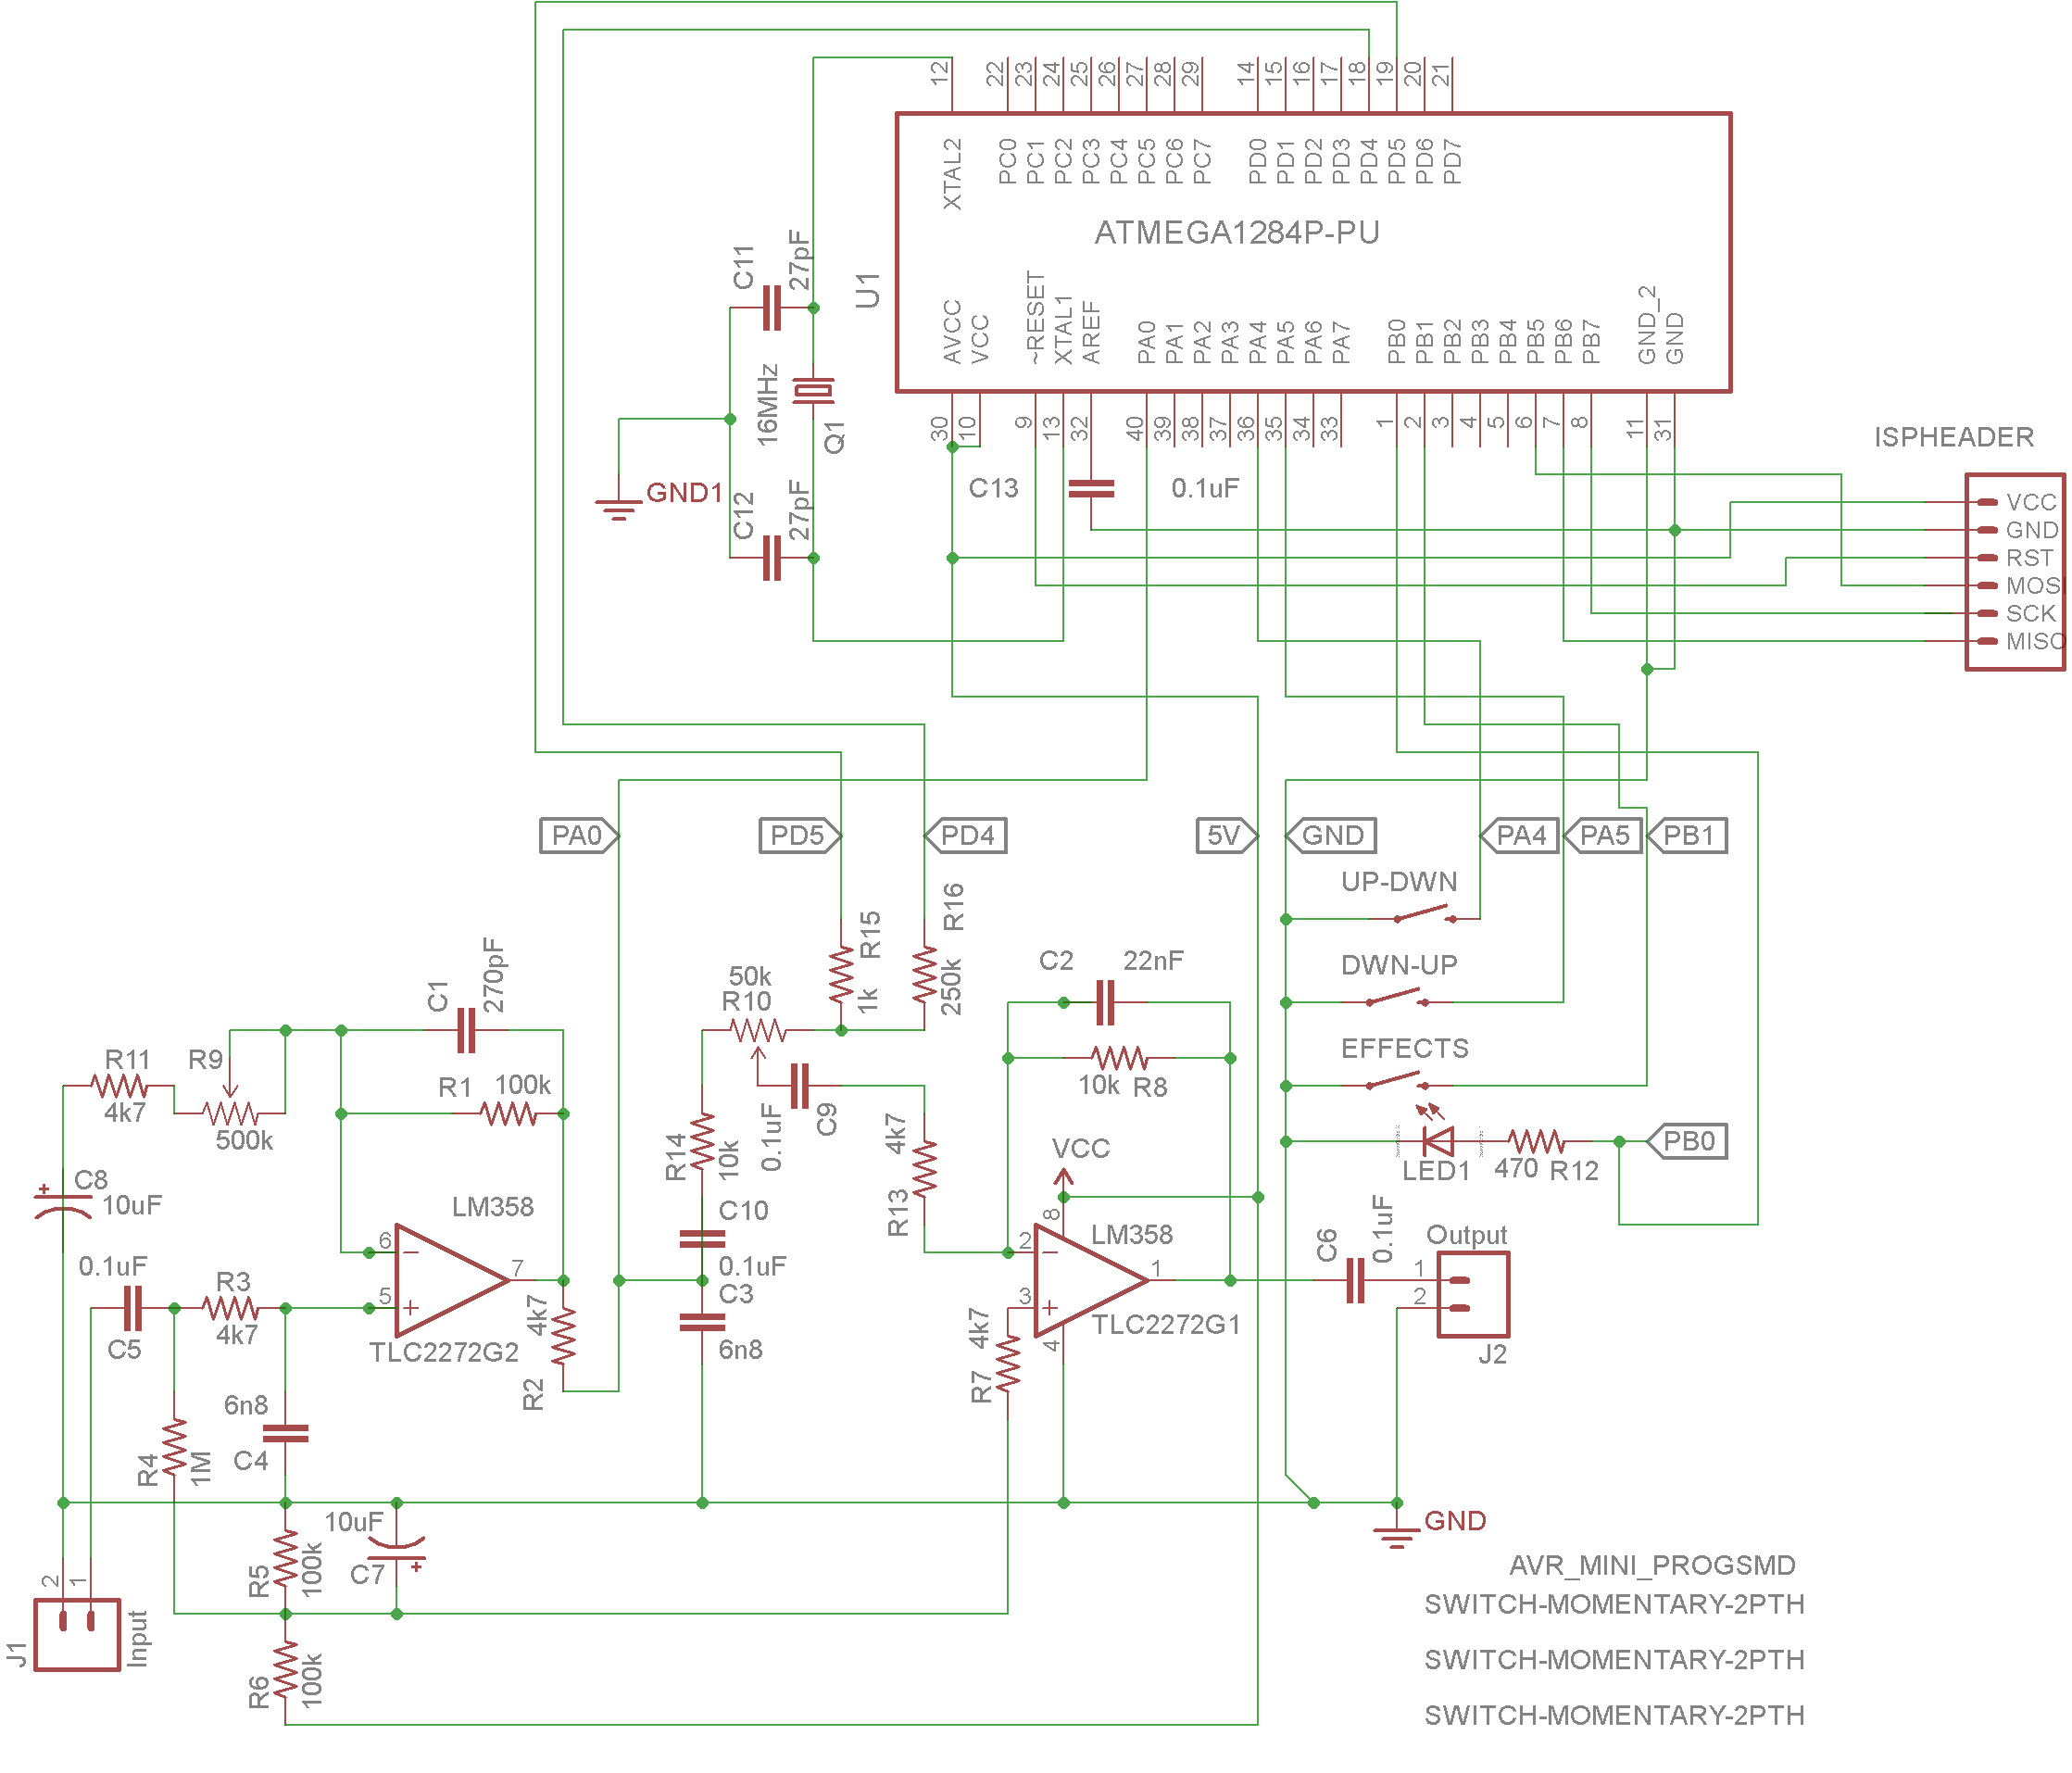 12
22
23
24
25
26
27
28
29
14
15
16
17
18
19
20
21
XTAL2
PC0
PC1
PC2
PC3
PC4
PC5
PC6
PC7
PD0
PD1
PD2
PD3
PD4
PD5
PD6
PD7
ATMEGA1284P-PU
U1
AVCC
VCC
~RESET
XTAL1
AREF
PA0
PA1
PA2
PA3
PA4
PA5
PA6
PA7
PB0
PB1
PB2
PB3
PB4
PB5
PB6
PB7
GND_2
GND
30
10
9
13
32
40
39
38
37
36
35
34
33
1
2
3
4
5
6
7
8
11
31
C11
27pF
16MHz
Q1
GND1
C12
27pF
C13
0.1uF
ISPHEADER
VCC
GND
RST
MOSI
SCK
MISO
PA0
PD5
PD4
5V
GND
PA4
PA5
PB1
UP-DWN
DWN-UP
EFFECTS
LED1
470
R12
PB0
R15
1k
R16
250k
50k
R10
C2
22nF
10k
R8
C1
270pF
R11
4k7
R9
500k
R1
100k
R14
10k
0.1uF
C9
4k7
R13
VCC
C8
10uF
LM358
6
5
7
TLC2272G2
0.1uF
C5
R3
4k7
4k7
R2
C10
0.1uF
C3
6n8
LM358
8
2
3
1
4
TLC2272G1
4k7
R7
C6
0.1uF
Output
1
2
J2
R4
1M
6n8
C4
10uF
C7
R5
100k
R6
100k
2
1
J1
Input
GND
AVR_MINI_PROGSMD
SWITCH-MOMENTARY-2PTH
SWITCH-MOMENTARY-2PTH
SWITCH-MOMENTARY-2PTH